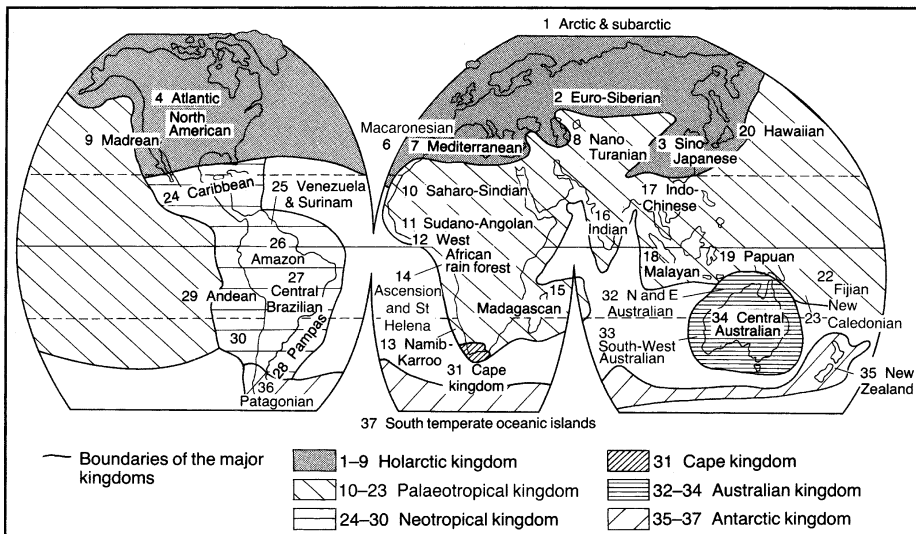 1 Arctic & subarctic
4 Atlantic
North
American
9 Madrean
24
Caribbean
25 Venezuela
& Surinam
26
Amazon
27
Central
Brazilian
29 Andean
30
28 Pampas
36
Patagonian
2 Euro-Siberian
Macaronesian
6
7 Mediterranean
8 Nano
Turanian
3 Sino
Japanese
20 Hawaiian
10 Saharo-Sindian
17 Indo-
Chinese
11 Sudano-Angolan
16
Indian
12 West
African
rain forest
18
Malayan
19 Papuan
14
Ascension
and St
Helena
15
Madagascan
22
Fijian
New
23 Caledonian
32 N and E
Australian
34 Central
Australian
33
South-West
Australian
13 Namib-
Karroo
31 Cape
kingdom
35 New
Zealand
37 South temperate oceanic islands
Boundaries of the major
kingdoms
1–9 Holarctic kingdom
10–23 Palaeotropical kingdom
24–30 Neotropical kingdom
31 Cape kingdom
32–34 Australian kingdom
35–37 Antarctic kingdom